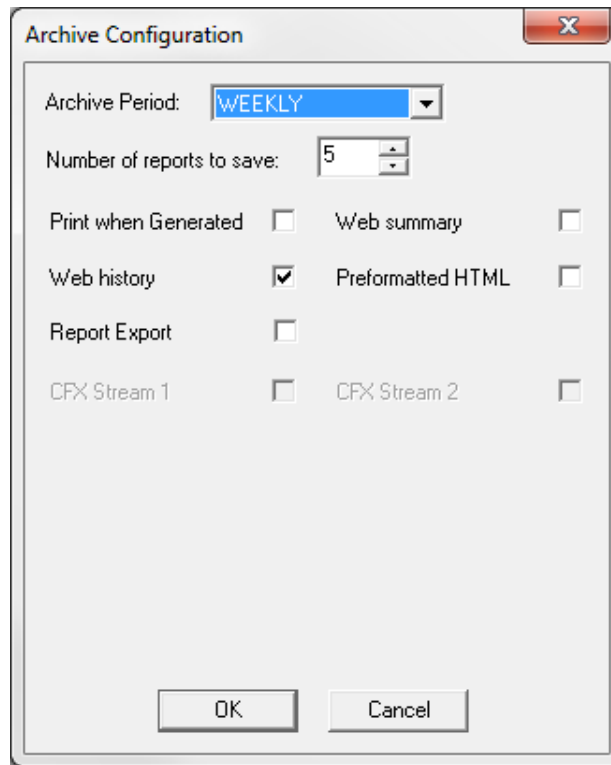 Archive Configuration
Archive Period: WEEKLY
Number of reports to save: 5
Print when Generated Web summary
Web history Preformatted HTML
Report Export
CFX Stream 1 CFX Stream 2
OK Cancel